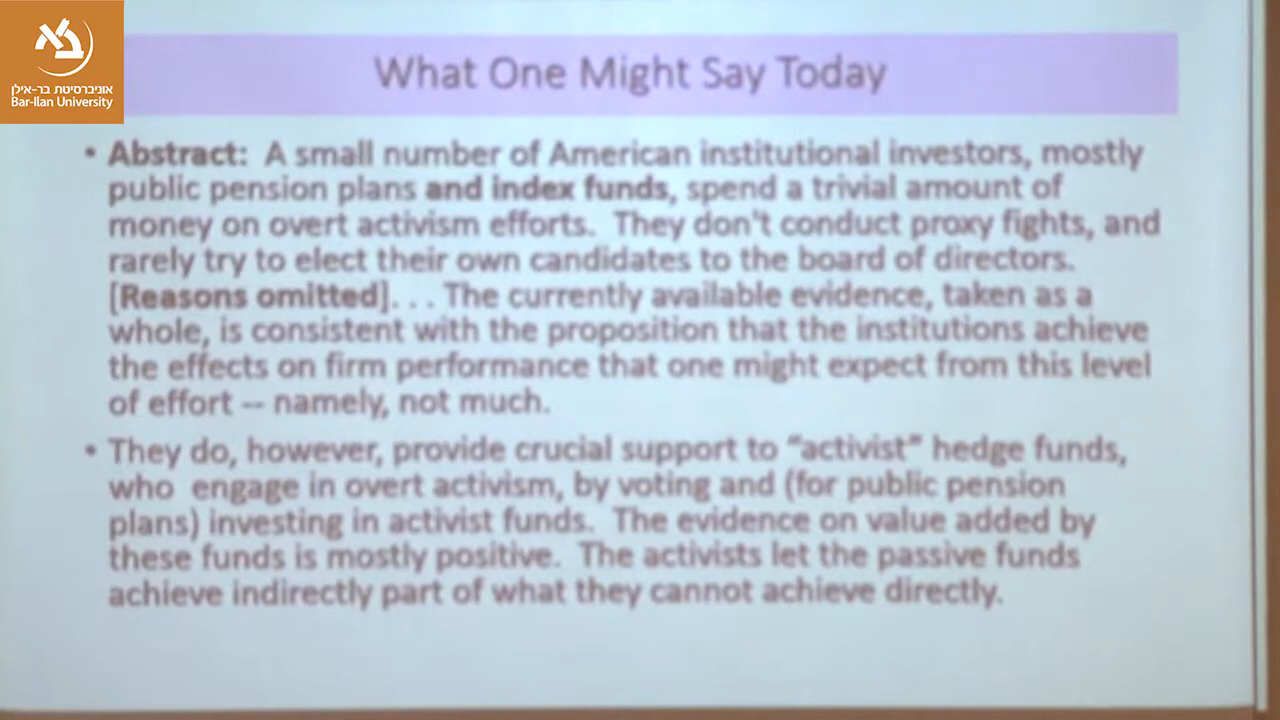 בא
אוניברסיטת בר-אילן
Bar-Ilan University
What One Might Say Today
• Abstract: A small number of American institutional investors, mostly
public pension plans and index funds, spend a trivial amount of
money on overt activism efforts. They don't conduct proxy fights, and
rarely try to elect their own candidates to the board of directors.
[Reasons omitted]. . . The currently available evidence, taken as a
whole, is consistent with the proposition that the institutions achieve
the effects on firm performance that one might expect from this level
of effort -- namely, not much.
• They do, however, provide crucial support to “activist” hedge funds,
who engage in overt activism, by voting and (for public pension
plans) investing in activist funds. The evidence on value added by
these funds is mostly positive. The activists let the passive funds
achieve indirectly part of what they cannot achieve directly.